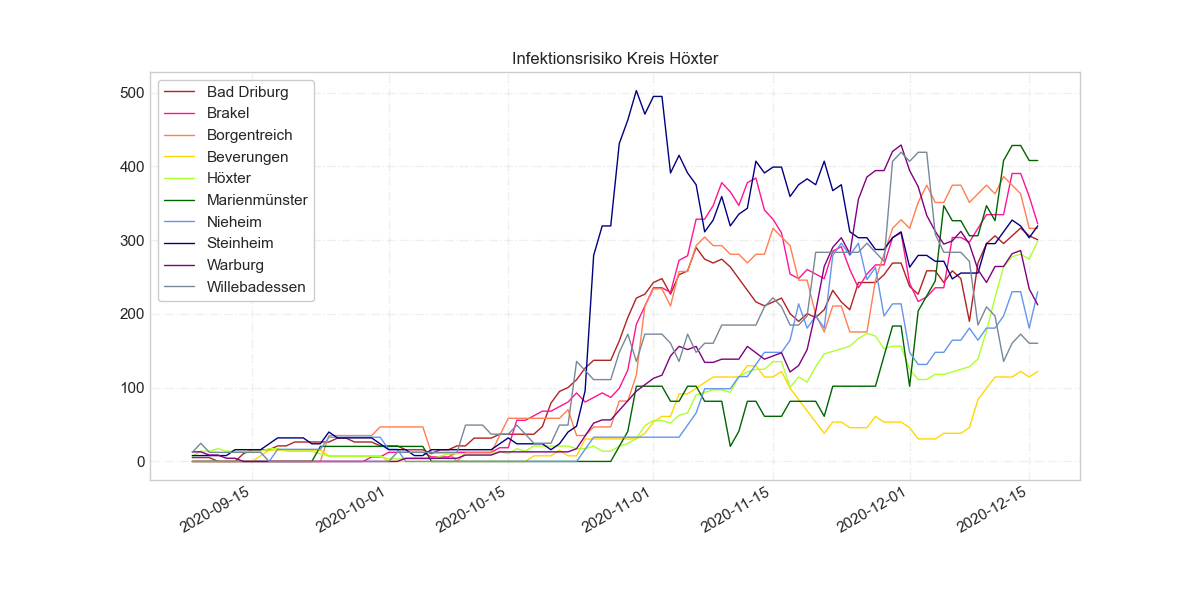 Infektionsrisiko Kreis Höxter
500
400
300
200
100
0
Bad Driburg
Brakel
Borgentreich
Beverungen
Höxter
Marienmünster
Nieheim
Steinheim
Warburg
Willebadessen
2020-09-15
2020-10-01
2020-10-15
2020-11-01
2020-11-15
2020-12-01
2020-12-15